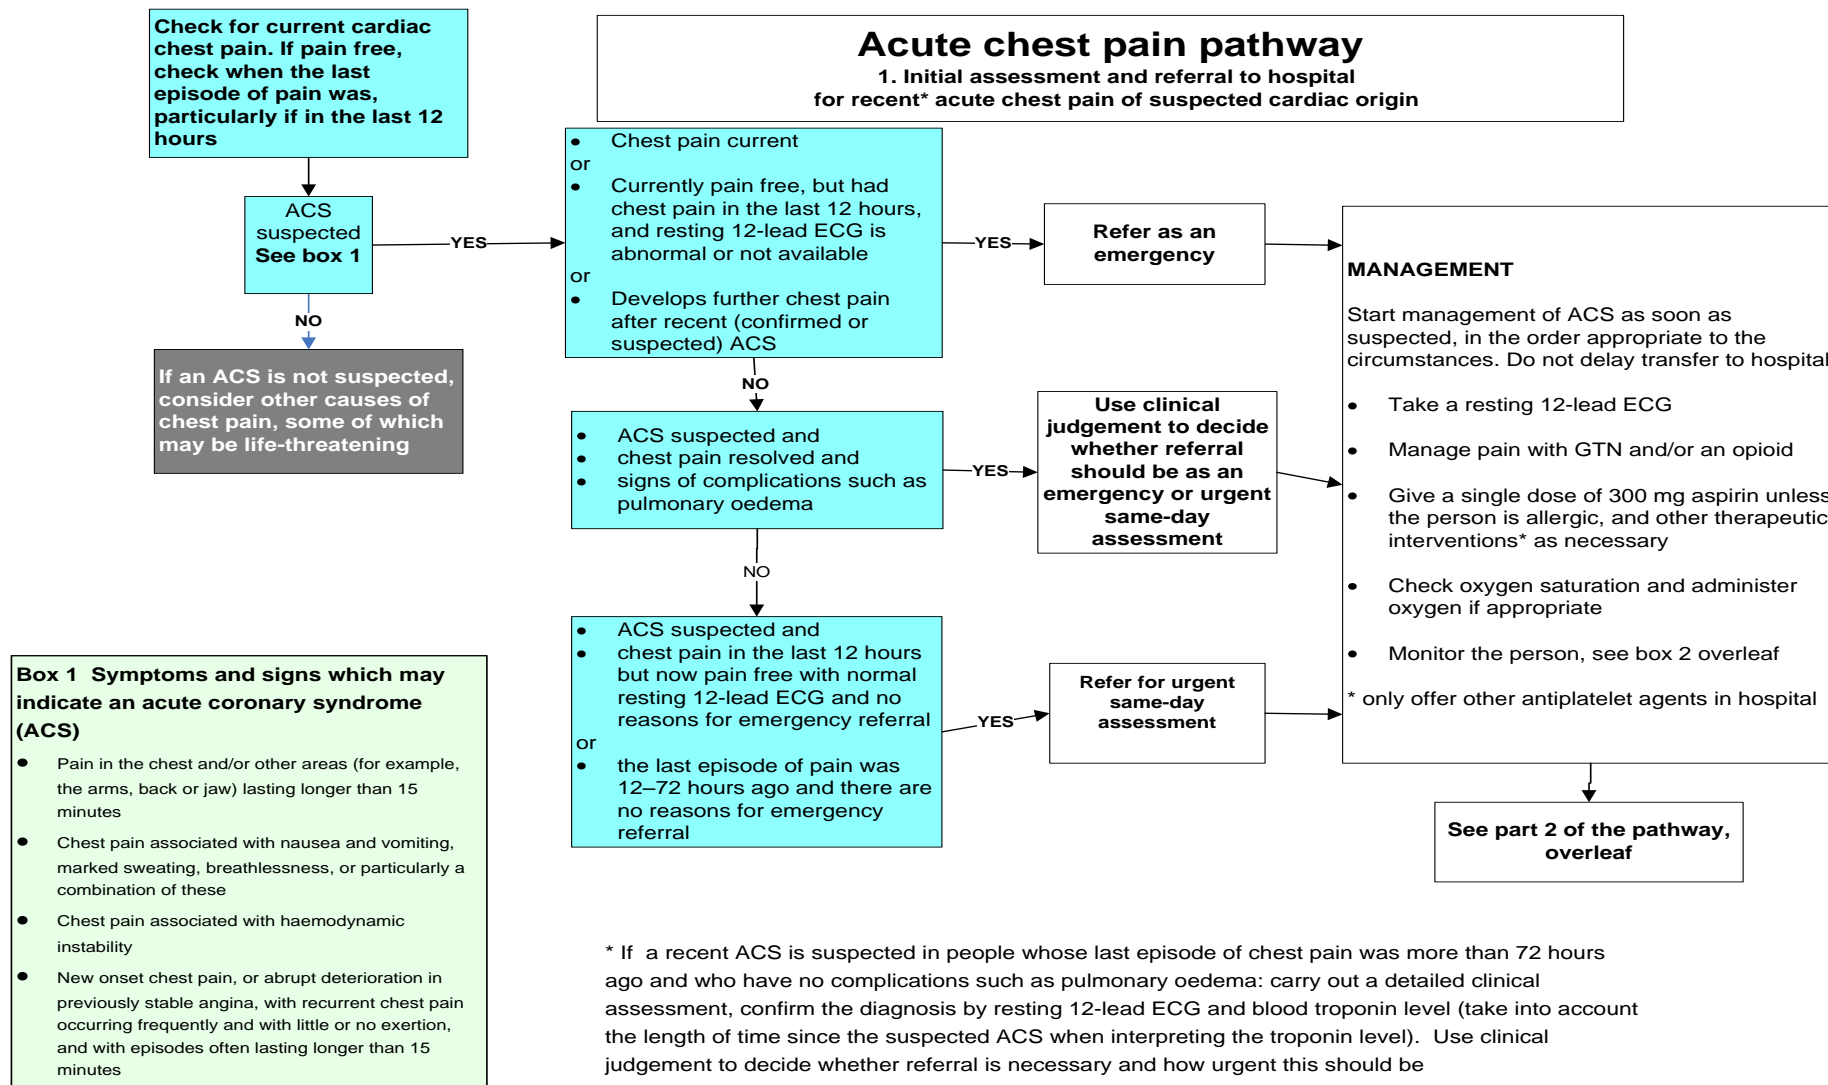 Check for current cardiac
chest pain. If pain free,
check when the last
episode of pain was,
particularly if in the last 12
hours
Acute chest pain pathway
1. Initial assessment and referral to hospital
for recent* acute chest pain of suspected cardiac origin
ACS
suspected
See box 1
YES
NO
If an ACS is not suspected,
consider other causes of
chest pain, some of which
may be life-threatening
• Chest pain current
or
• Currently pain free, but had
chest pain in the last 12 hours,
and resting 12-lead ECG is
abnormal or not available
or
• Develops further chest pain
after recent (confirmed or
suspected) ACS
YES
Refer as an
emergency
NO
• ACS suspected and
• chest pain resolved and
• signs of complications such as
pulmonary oedema
YES
Use clinical
judgement to decide
whether referral
should be as an
emergency or urgent
same-day
assessment
NO
• ACS suspected and
• chest pain in the last 12 hours
but now pain free with normal
resting 12-lead ECG and no
reasons for emergency referral
or
• the last episode of pain was
12–72 hours ago and there are
no reasons for emergency
referral
YES
Refer for urgent
same-day
assessment
MANAGEMENT
Start management of ACS as soon as
suspected, in the order appropriate to the
circumstances. Do not delay transfer to hospital
• Take a resting 12-lead ECG
• Manage pain with GTN and/or an opioid
• Give a single dose of 300 mg aspirin unless
the person is allergic, and other therapeutic
interventions* as necessary
• Check oxygen saturation and administer
oxygen if appropriate
• Monitor the person, see box 2 overleaf
* only offer other antiplatelet agents in hospital
See part 2 of the pathway,
overleaf
Box 1 Symptoms and signs which may
indicate an acute coronary syndrome
(ACS)
• Pain in the chest and/or other areas (for example,
the arms, back or jaw) lasting longer than 15
minutes
• Chest pain associated with nausea and vomiting,
marked sweating, breathlessness, or particularly a
combination of these
• Chest pain associated with haemodynamic
instability
• New onset chest pain, or abrupt deterioration in
previously stable angina, with recurrent chest pain
occurring frequently and with little or no exertion,
and with episodes often lasting longer than 15
minutes
* If a recent ACS is suspected in people whose last episode of chest pain was more than 72 hours
ago and who have no complications such as pulmonary oedema: carry out a detailed clinical
assessment, confirm the diagnosis by resting 12-lead ECG and blood troponin level (take into account
the length of time since the suspected ACS when interpreting the troponin level). Use clinical
judgement to decide whether referral is necessary and how urgent this should be